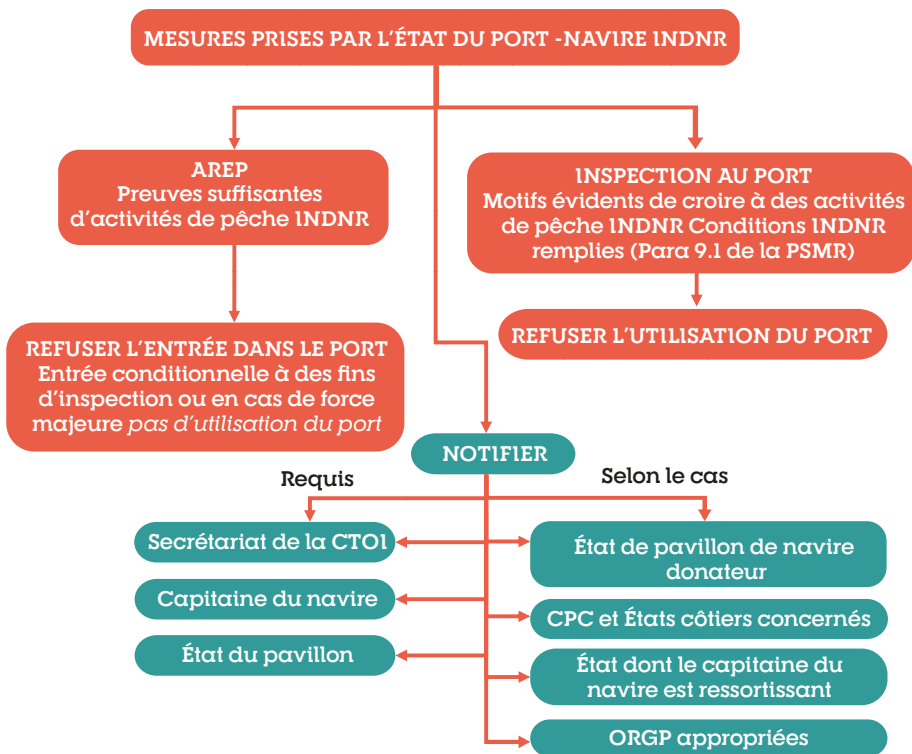 MESURES PRISES PAR L'ÉTAT DU PORT -NAVIRE INDNR
AREP
Preuves suffisantes
d'activités de pêche INDNR
INSPECTION AU PORT
Motifs évidents de croire à des activités
de pêche INDNR Conditions INDNR
remplies (Para 9.1 de la PSMR)
REFUSER L'ENTRÉE DANS LE PORT
Entrée conditionnelle à des fins
d'inspection ou en cas de force
majeure pas d'utilisation du port
REFUSER L'UTILISATION DU PORT
NOTIFIER
Requis
Selon le cas
Secrétariat de la CTOI
Capitaine du navire
État du pavillon
État de pavillon de navire
donateur
CPC et États côtiers concernés
État dont le capitaine du
navire est ressortissant
ORGP appropriées